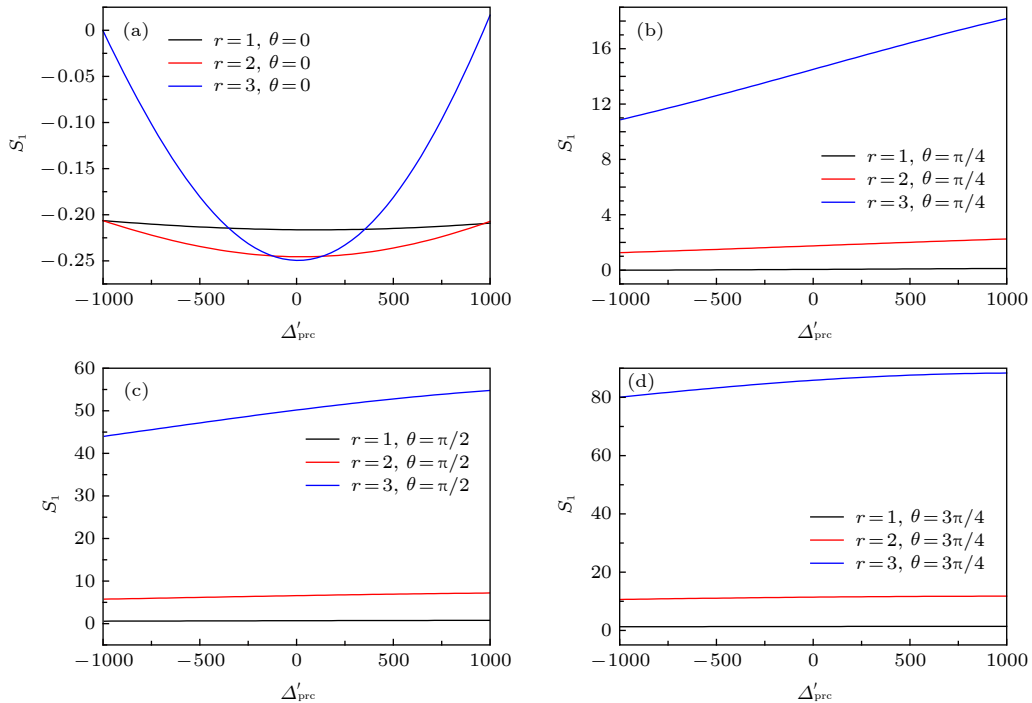 (a)
r=1, θ=0
r=2, θ=0
r=3, θ=0
0
−0.05
−0.10
−0.15
−0.20
−0.25
S₁
−1000 −500 0 500 1000
Δ′prc
(b)
r=1, θ=π/4
r=2, θ=π/4
r=3, θ=π/4
16
12
8
4
0
S₁
−1000 −500 0 500 1000
Δ′prc
(c)
r=1, θ=π/2
r=2, θ=π/2
r=3, θ=π/2
60
50
40
30
20
10
0
S₁
−1000 −500 0 500 1000
Δ′prc
(d)
r=1, θ=3π/4
r=2, θ=3π/4
r=3, θ=3π/4
80
60
40
20
0
S₁
−1000 −500 0 500 1000
Δ′prc